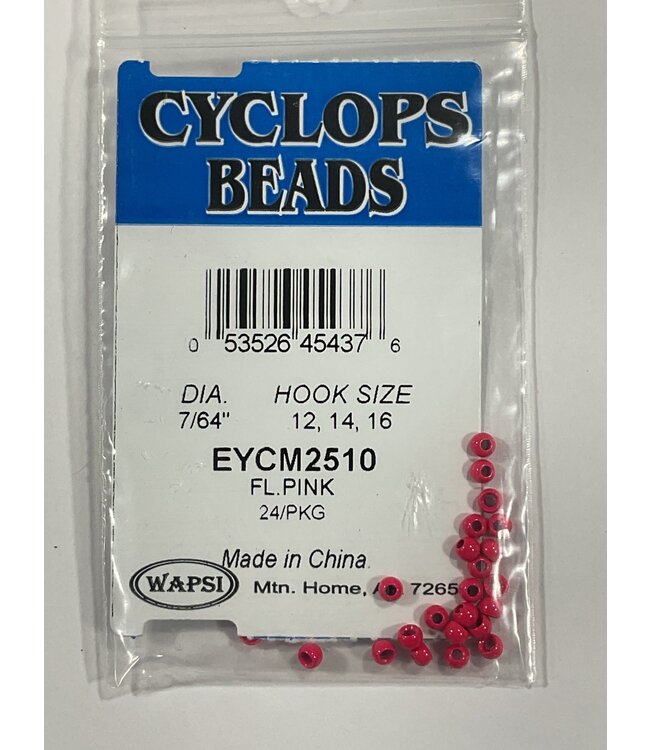 CYCLOPS
BEADS
0 53526 45437 6
DIA. HOOK SIZE
7/64" 12, 14, 16
EYCM2510
FL.PINK
24/PKG
Made in China
WAPSI
Mtn. Home,